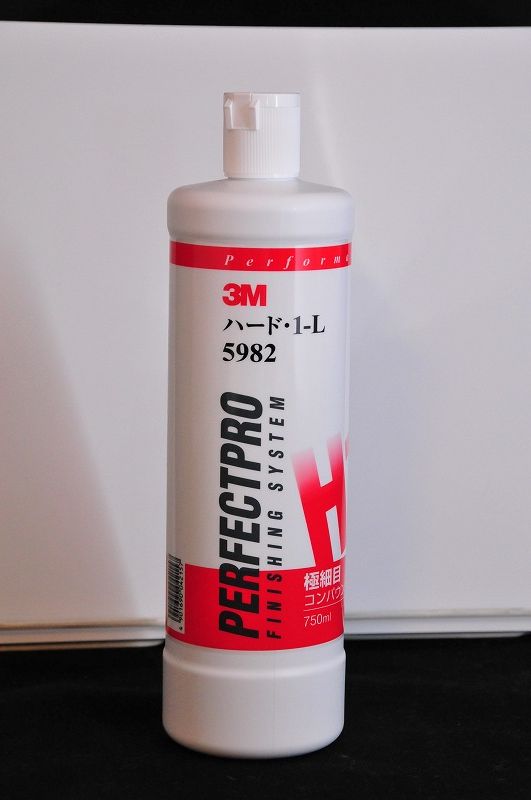 Perform
3M
ハード・1-L
5982
PERFECTPRO
FINISHING SYSTEM
H
極細目
コンパウ
750ml